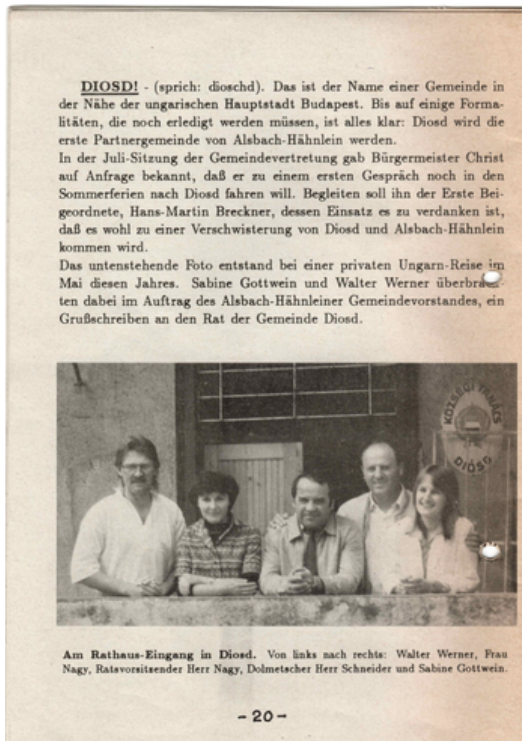 DIOSD! - (sprich: dioschd). Das ist der Name einer Gemeinde in
der Nähe der ungarischen Hauptstadt Budapest. Bis auf einige Forma-
litäten, die noch erledigt werden müssen, ist alles klar: Diosd wird die
erste Partnergemeinde von Alsbach-Hähnlein werden.
In der Juli-Sitzung der Gemeindevertretung gab Bürgermeister Christ
auf Anfrage bekannt, daß er zu einem ersten Gespräch noch in den
Sommerferien nach Diosd fahren will. Begleiten soll ihn der Erste Bei-
geordnete, Hans-Martin Breckner, dessen Einsatz es zu verdanken ist,
daß es wohl zu einer Verschwisterung von Diosd und Alsbach-Hähnlein
kommen wird.
Das untenstehende Foto entstand bei einer privaten Ungarn-Reise im
Mai diesen Jahres. Sabine Gottwein und Walter Werner überbrach-
ten dabei im Auftrag des Alsbach-Hähnleiner Gemeindevorstandes, ein
Grußschreiben an den Rat der Gemeinde Diosd.
KÖZSÉGI TANÁCS
DIÓSD
Am Rathaus-Eingang in Diosd. Von links nach rechts: Walter Werner, Frau
Nagy, Ratsvorsitzender Herr Nagy, Dolmetscher Herr Schneider und Sabine Gottwein.
- 20 -